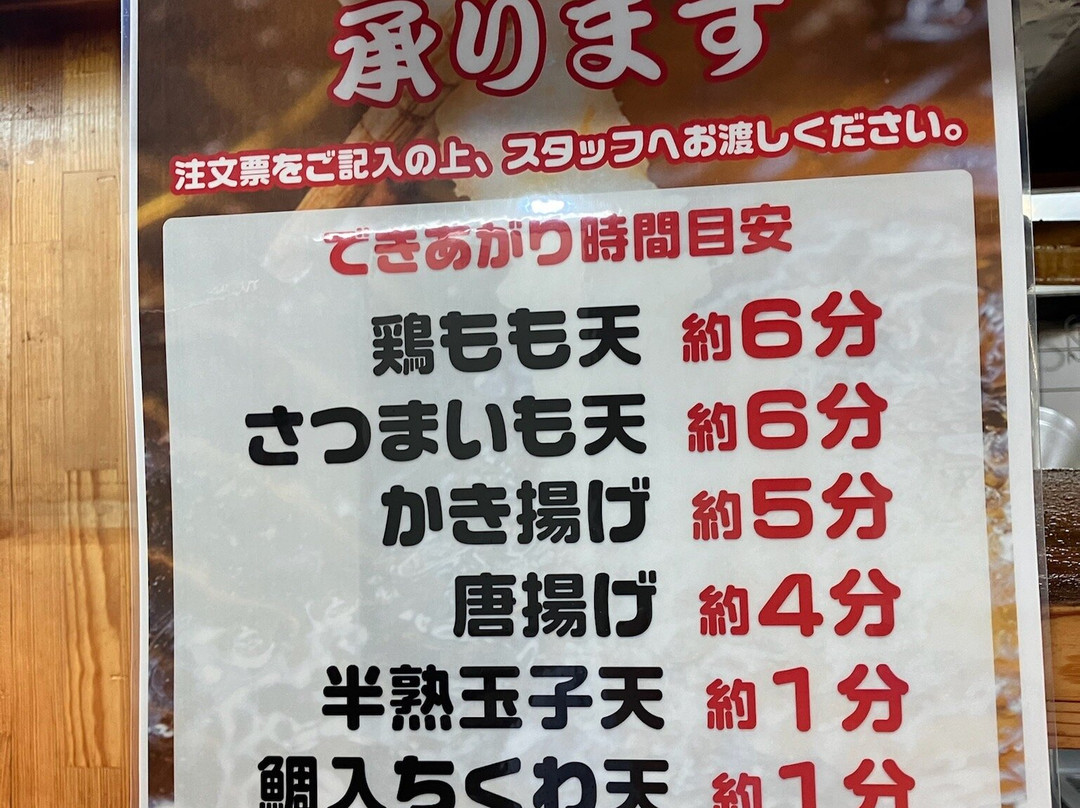 承ります
注文票をご記入の上、スタッフへお渡しください。
できあがり時間目安
鶏もも天 約6分
さつまいも天 約6分
かき揚げ 約5分
唐揚げ 約4分
半熟玉子天 約1分
鯛入ちくわ天 約1分